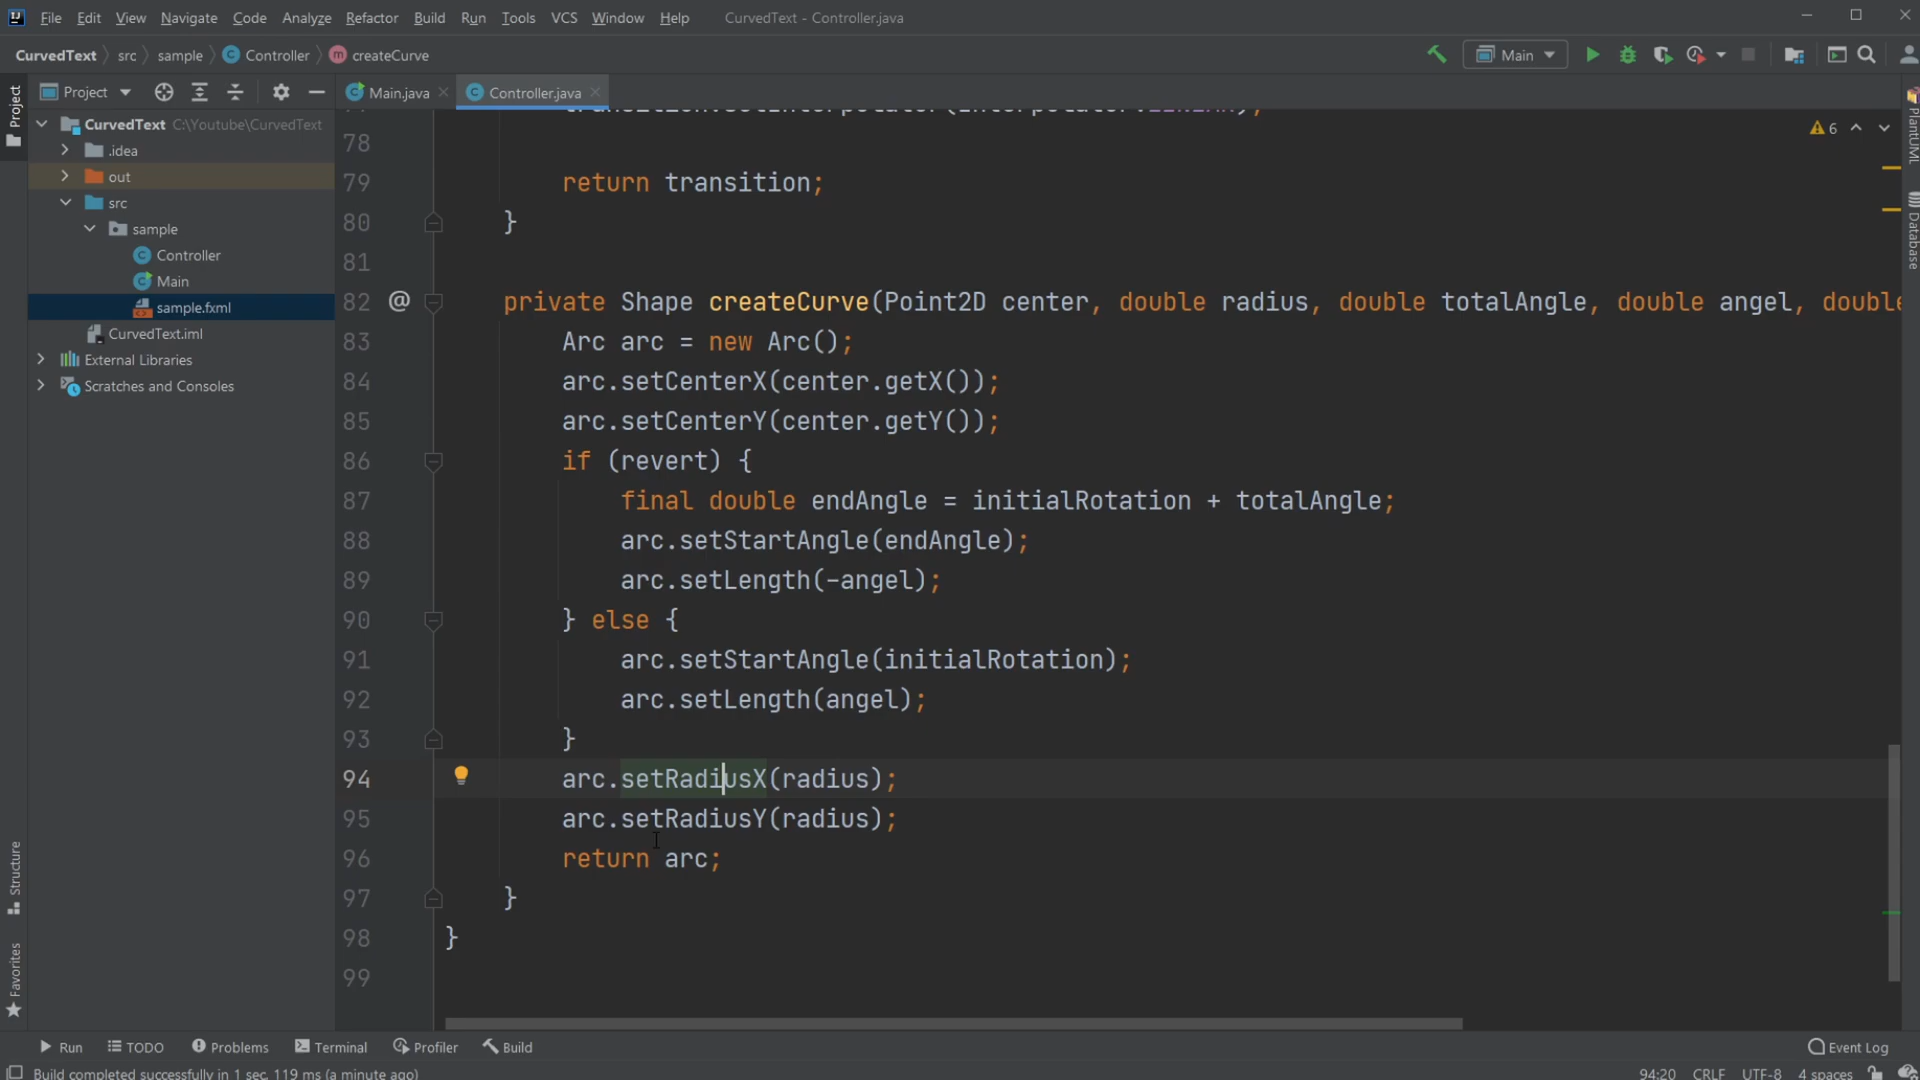 File Edit View Navigate Code Analyze Refactor Build Run Tools VCS Window Help CurvedText - Controller.java
CurvedText src sample Controller createCurve
Main
Project
Main.java
Controller.java
CurvedText C:\Youtube\CurvedText
.idea
out
src
sample
Controller
Main
sample.fxml
CurvedText.iml
External Libraries
Scratches and Consoles
Project
Structure
Favorites
PlantUML
Database
6
78
79 return transition;
80 }
81
82 @ private Shape createCurve(Point2D center, double radius, double totalAngle, double angel, double
83 Arc arc = new Arc();
84 arc.setCenterX(center.getX());
85 arc.setCenterY(center.getY());
86 if (revert) {
87 final double endAngle = initialRotation + totalAngle;
88 arc.setStartAngle(endAngle);
89 arc.setLength(-angel);
90 } else {
91 arc.setStartAngle(initialRotation);
92 arc.setLength(angel);
93 }
94 arc.setRadiusX(radius);
95 arc.setRadiusY(radius);
96 return arc;
97 }
98 }
99
Run TODO Problems Terminal Profiler Build Event Log
Build completed successfully in 1 sec, 119 ms (a minute ago) 94:20 CRLF UTF-8 4 spaces